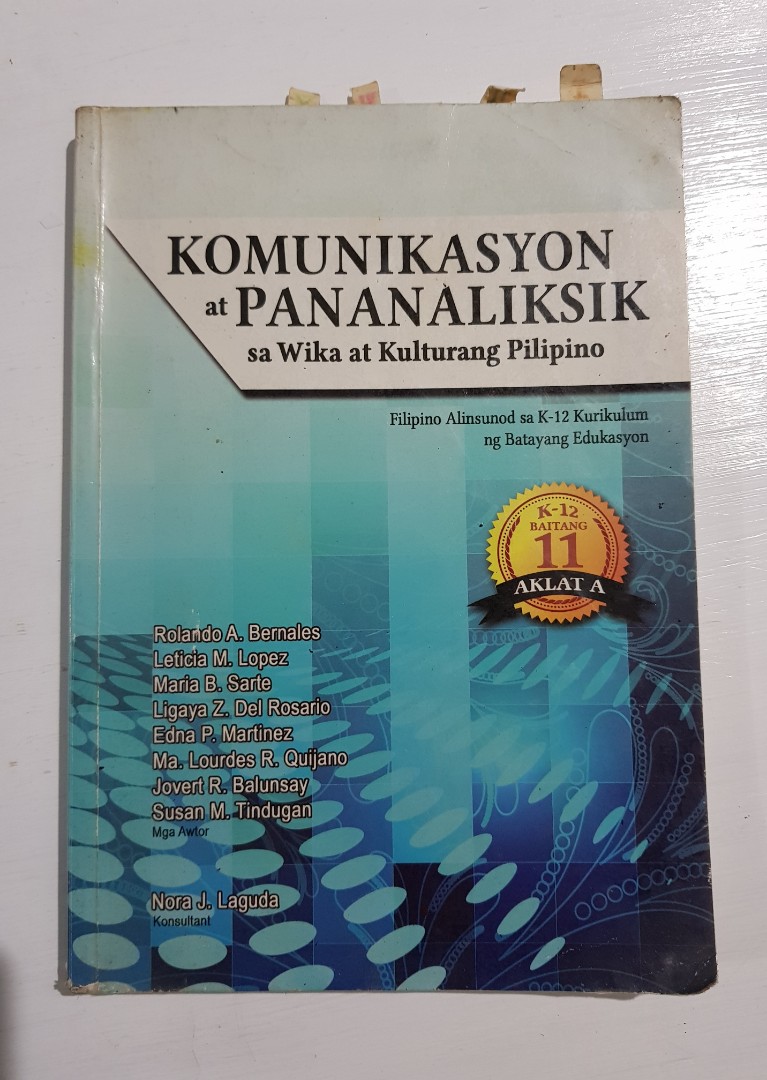 KOMUNIKASYON
at PANANALIKSIK
sa Wika at Kulturang Pilipino
Filipino Alinsunod sa K-12 Kurikulum
ng Batayang Edukasyon
K-12
BAITANG
11
AKLAT A
Rolando A. Bernales
Leticia M. Lopez
Maria B. Sarte
Ligaya Z. Del Rosario
Edna P. Martinez
Ma. Lourdes R. Quijano
Jovert R. Balunsay
Susan M. Tindugan
Mga Awtor
Nora J. Laguda
Konsultant